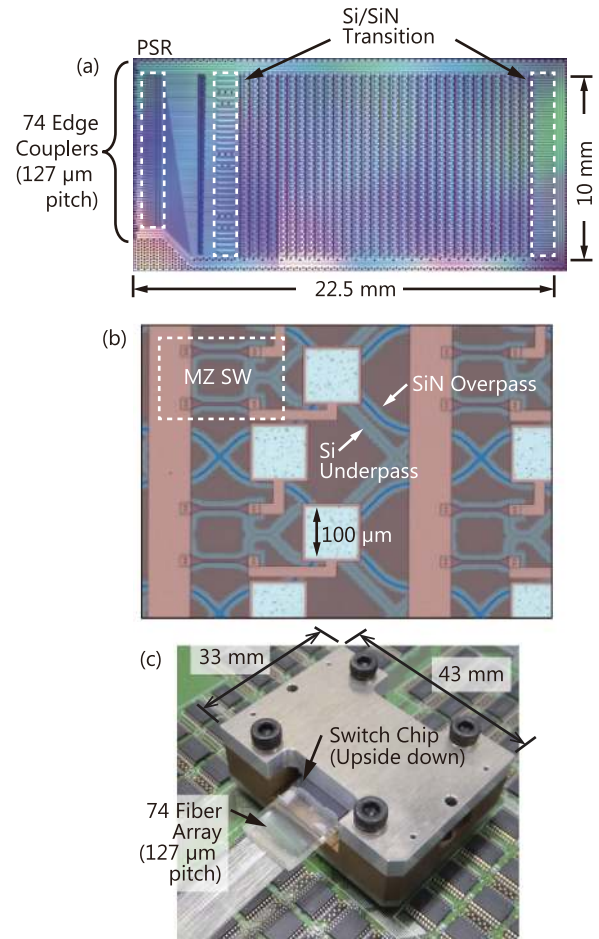 (a)
PSR
Si/SiN
Transition
74 Edge
Couplers
(127 µm
pitch)
10 mm
22.5 mm
(b)
MZ SW
SiN Overpass
Si
Underpass
100 µm
(c)
33 mm
43 mm
Switch Chip
(Upside down)
74 Fiber
Array
(127 µm
pitch)